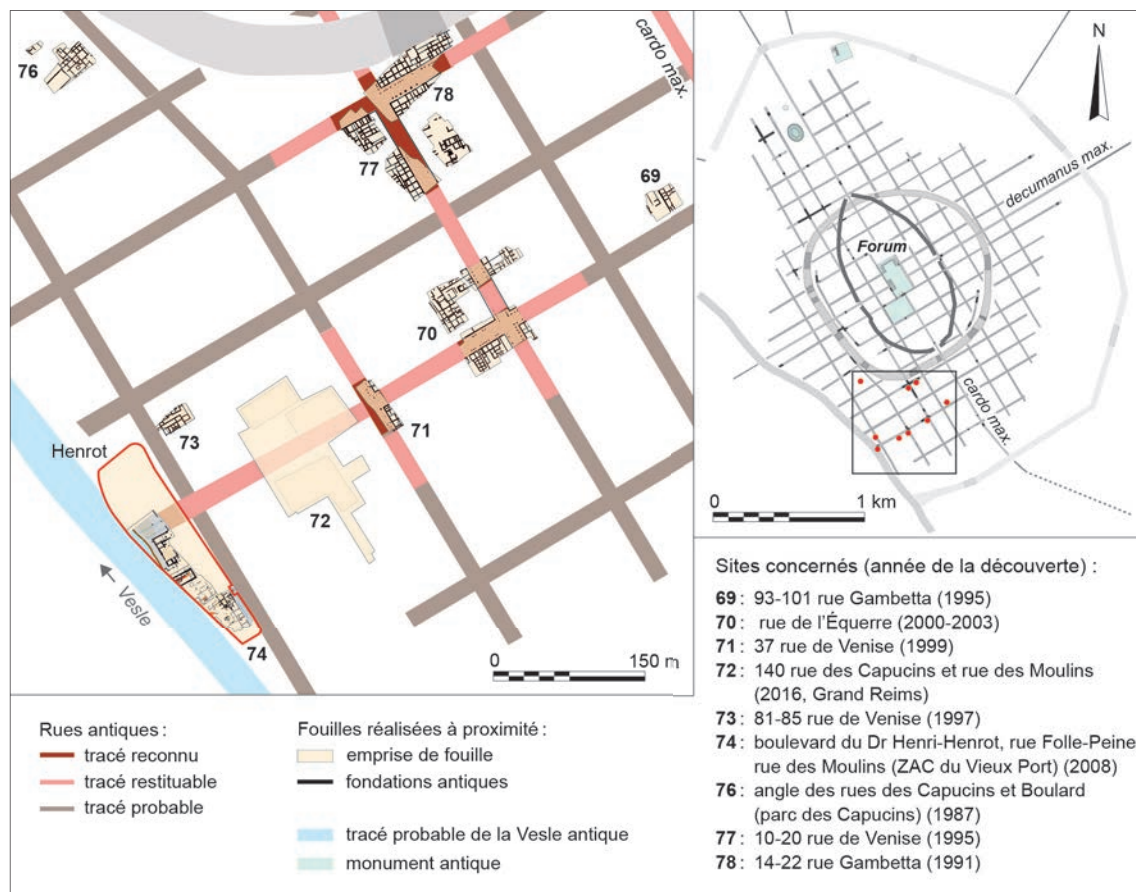 76
78
77
69
70
71
73
72
74
Henrot
Vesle
cardo max.
0 150 m
N
decumanus max.
Forum
cardo max.
0 1 km
Sites concernés (année de la découverte) :
69 : 93-101 rue Gambetta (1995)
70 : rue de l'Équerre (2000-2003)
71 : 37 rue de Venise (1999)
72 : 140 rue des Capucins et rue des Moulins
(2016, Grand Reims)
73 : 81-85 rue de Venise (1997)
74 : boulevard du Dr Henri-Henrot, rue Folle-Peine
rue des Moulins (ZAC du Vieux Port) (2008)
76 : angle des rues des Capucins et Boulard
(parc des Capucins) (1987)
77 : 10-20 rue de Venise (1995)
78 : 14-22 rue Gambetta (1991)
Rues antiques :
tracé reconnu
tracé restituable
tracé probable
Fouilles réalisées à proximité :
emprise de fouille
fondations antiques
tracé probable de la Vesle antique
monument antique